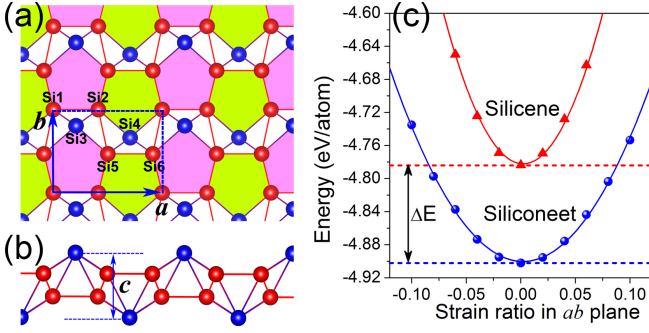 (a)
Si1 Si2
b
Si3 Si4
Si5 Si6
a
(b)
c
(c)
-4.60
-4.64
-4.68
-4.72
-4.76
-4.80
-4.84
-4.88
-4.92
Energy (eV/atom)
Silicene
Siliconeet
ΔE
-0.10 -0.05 0.00 0.05 0.10
Strain ratio in ab plane